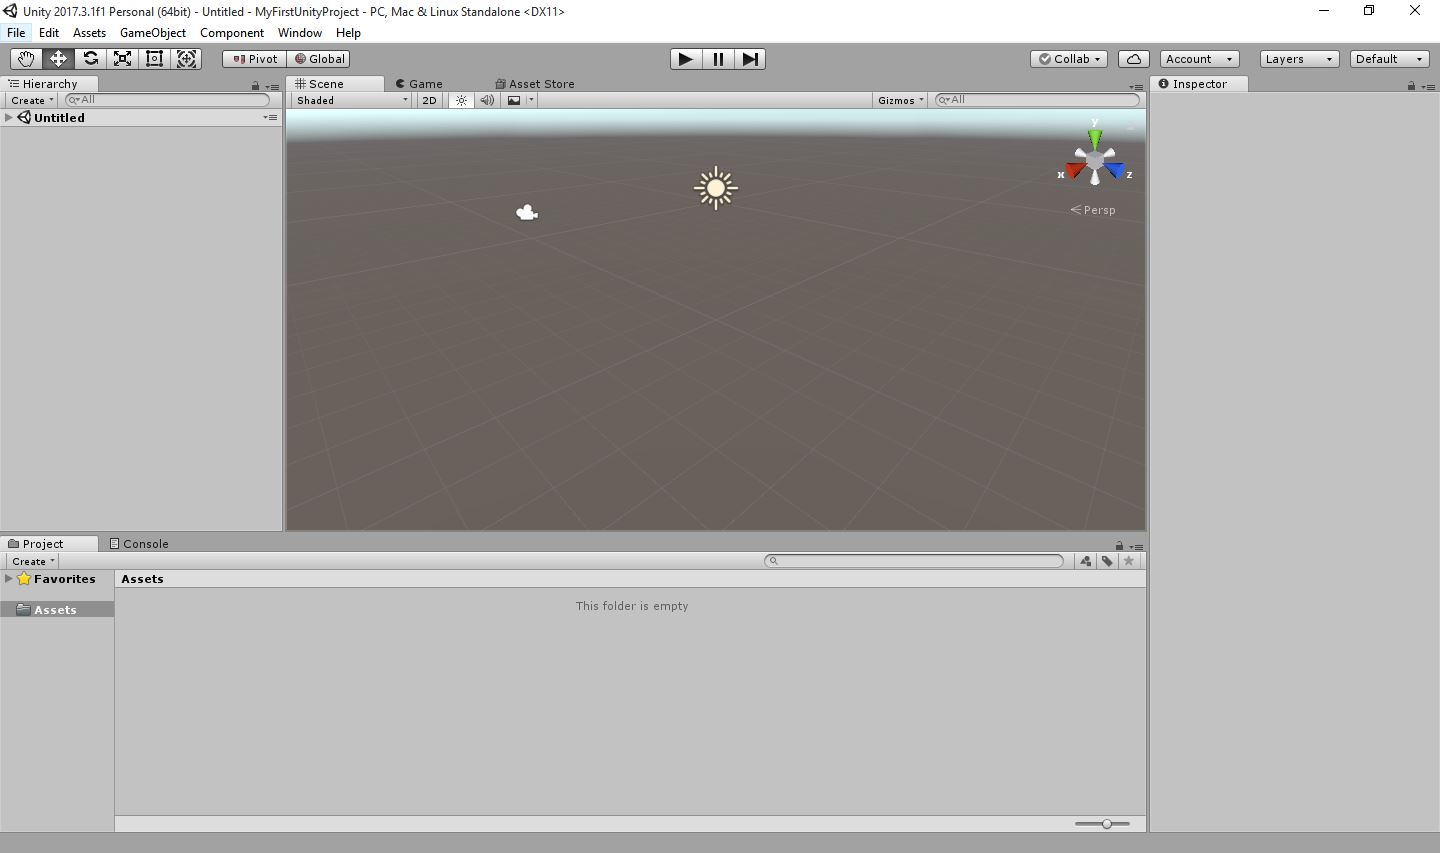 Unity 2017.3.1f1 Personal (64bit) - Untitled - MyFirstUnityProject - PC, Mac & Linux Standalone <DX11>
File Edit Assets GameObject Component Window Help
Pivot Global Collab Account Layers Default
Hierarchy Scene Game Asset Store Inspector
Create All Shaded 2D Gizmos All
Untitled
y
x z
Persp
Project Console
Create
Favorites Assets
Assets This folder is empty